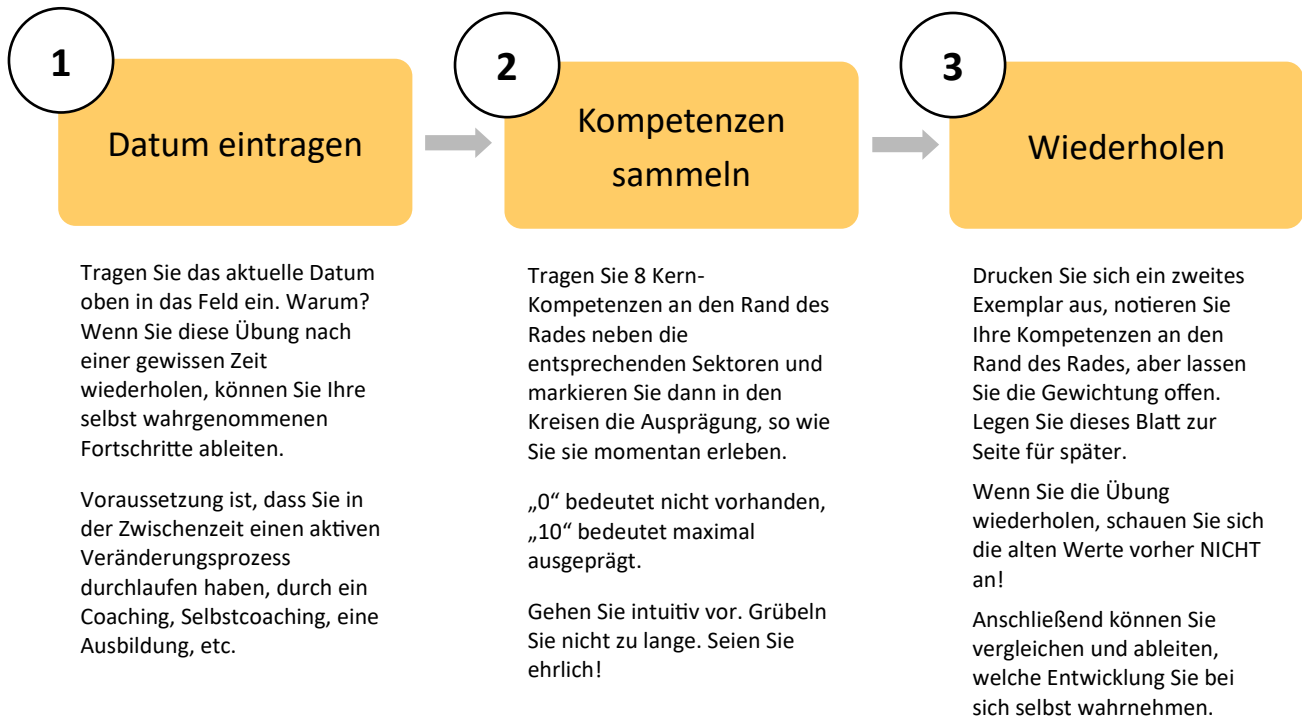 1
Datum eintragen
Tragen Sie das aktuelle Datum
oben in das Feld ein. Warum?
Wenn Sie diese Übung nach
einer gewissen Zeit
wiederholen, können Sie Ihre
selbst wahrgenommenen
Fortschritte ableiten.
Voraussetzung ist, dass Sie in
der Zwischenzeit einen aktiven
Veränderungsprozess
durchlaufen haben, durch ein
Coaching, Selbstcoaching, eine
Ausbildung, etc.
2
Kompetenzen
sammeln
Tragen Sie 8 Kern-
Kompetenzen an den Rand des
Rades neben die
entsprechenden Sektoren und
markieren Sie dann in den
Kreisen die Ausprägung, so wie
Sie sie momentan erleben.
„0“ bedeutet nicht vorhanden,
„10“ bedeutet maximal
ausgeprägt.
Gehen Sie intuitiv vor. Grübeln
Sie nicht zu lange. Seien Sie
ehrlich!
3
Wiederholen
Drucken Sie sich ein zweites
Exemplar aus, notieren Sie
Ihre Kompetenzen an den
Rand des Rades, aber lassen
Sie die Gewichtung offen.
Legen Sie dieses Blatt zur
Seite für später.
Wenn Sie die Übung
wiederholen, schauen Sie sich
die alten Werte vorher NICHT
an!
Anschließend können Sie
vergleichen und ableiten,
welche Entwicklung Sie bei
sich selbst wahrnehmen.